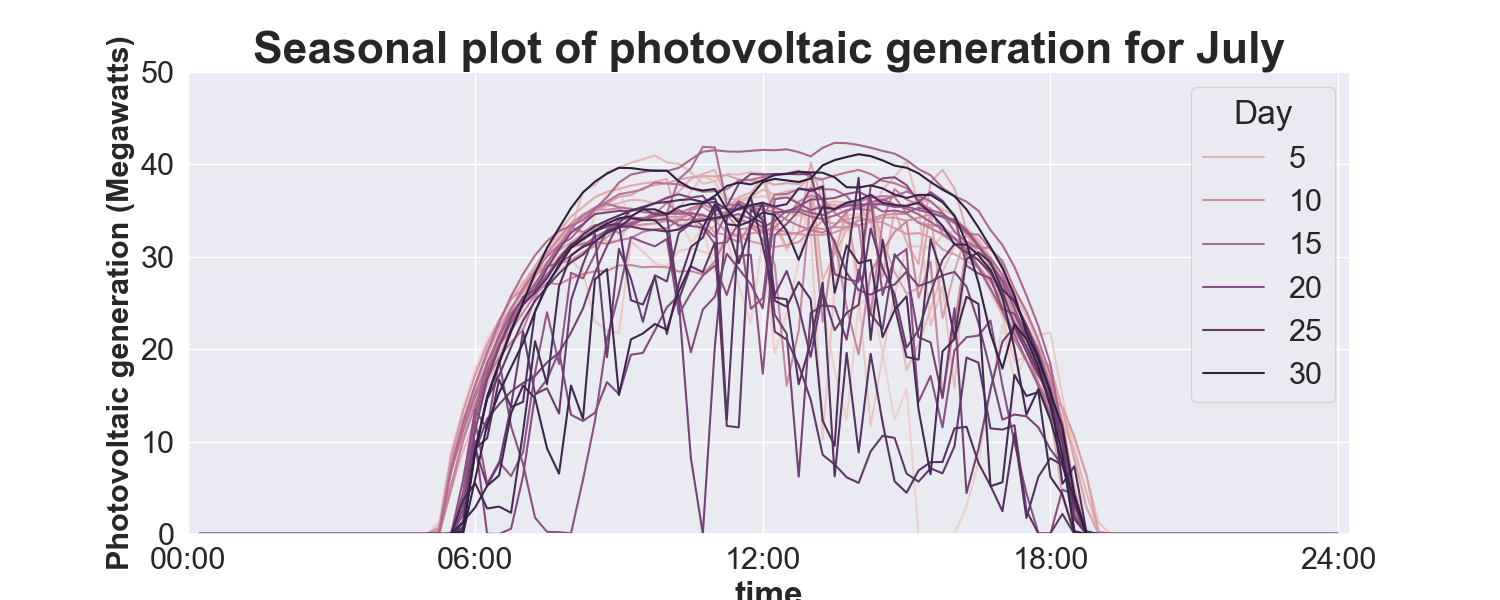 Seasonal plot of photovoltaic generation for July
Photovoltaic generation (Megawatts)
50
40
30
20
10
0
00:00 06:00 12:00 18:00 24:00
time
Day
5
10
15
20
25
30